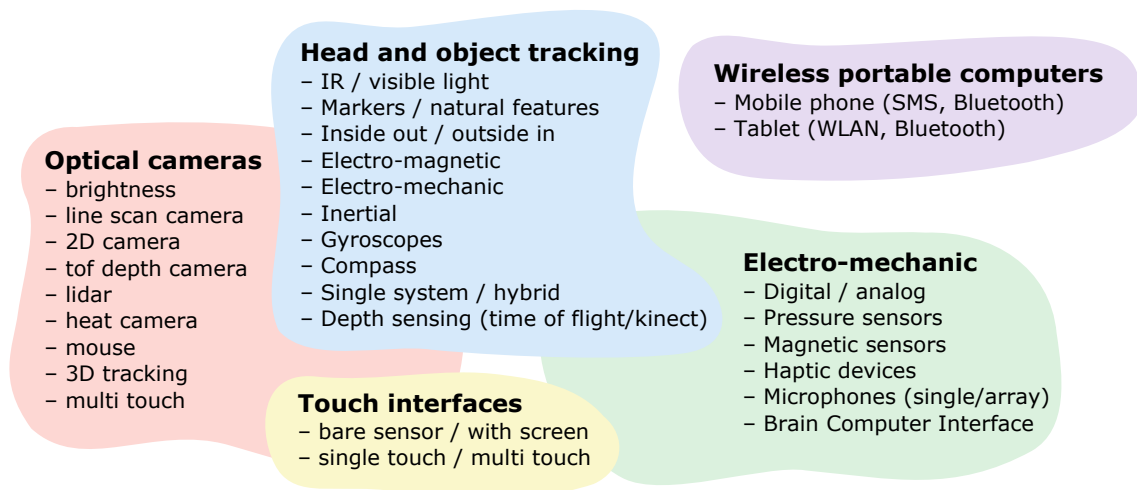 Head and object tracking
– IR / visible light
– Markers / natural features
– Inside out / outside in
– Electro-magnetic
– Electro-mechanic
– Inertial
– Gyroscopes
– Compass
– Single system / hybrid
– Depth sensing (time of flight/kinect)
Wireless portable computers
– Mobile phone (SMS, Bluetooth)
– Tablet (WLAN, Bluetooth)
Optical cameras
– brightness
– line scan camera
– 2D camera
– tof depth camera
– lidar
– heat camera
– mouse
– 3D tracking
– multi touch
Electro-mechanic
– Digital / analog
– Pressure sensors
– Magnetic sensors
– Haptic devices
– Microphones (single/array)
– Brain Computer Interface
Touch interfaces
– bare sensor / with screen
– single touch / multi touch